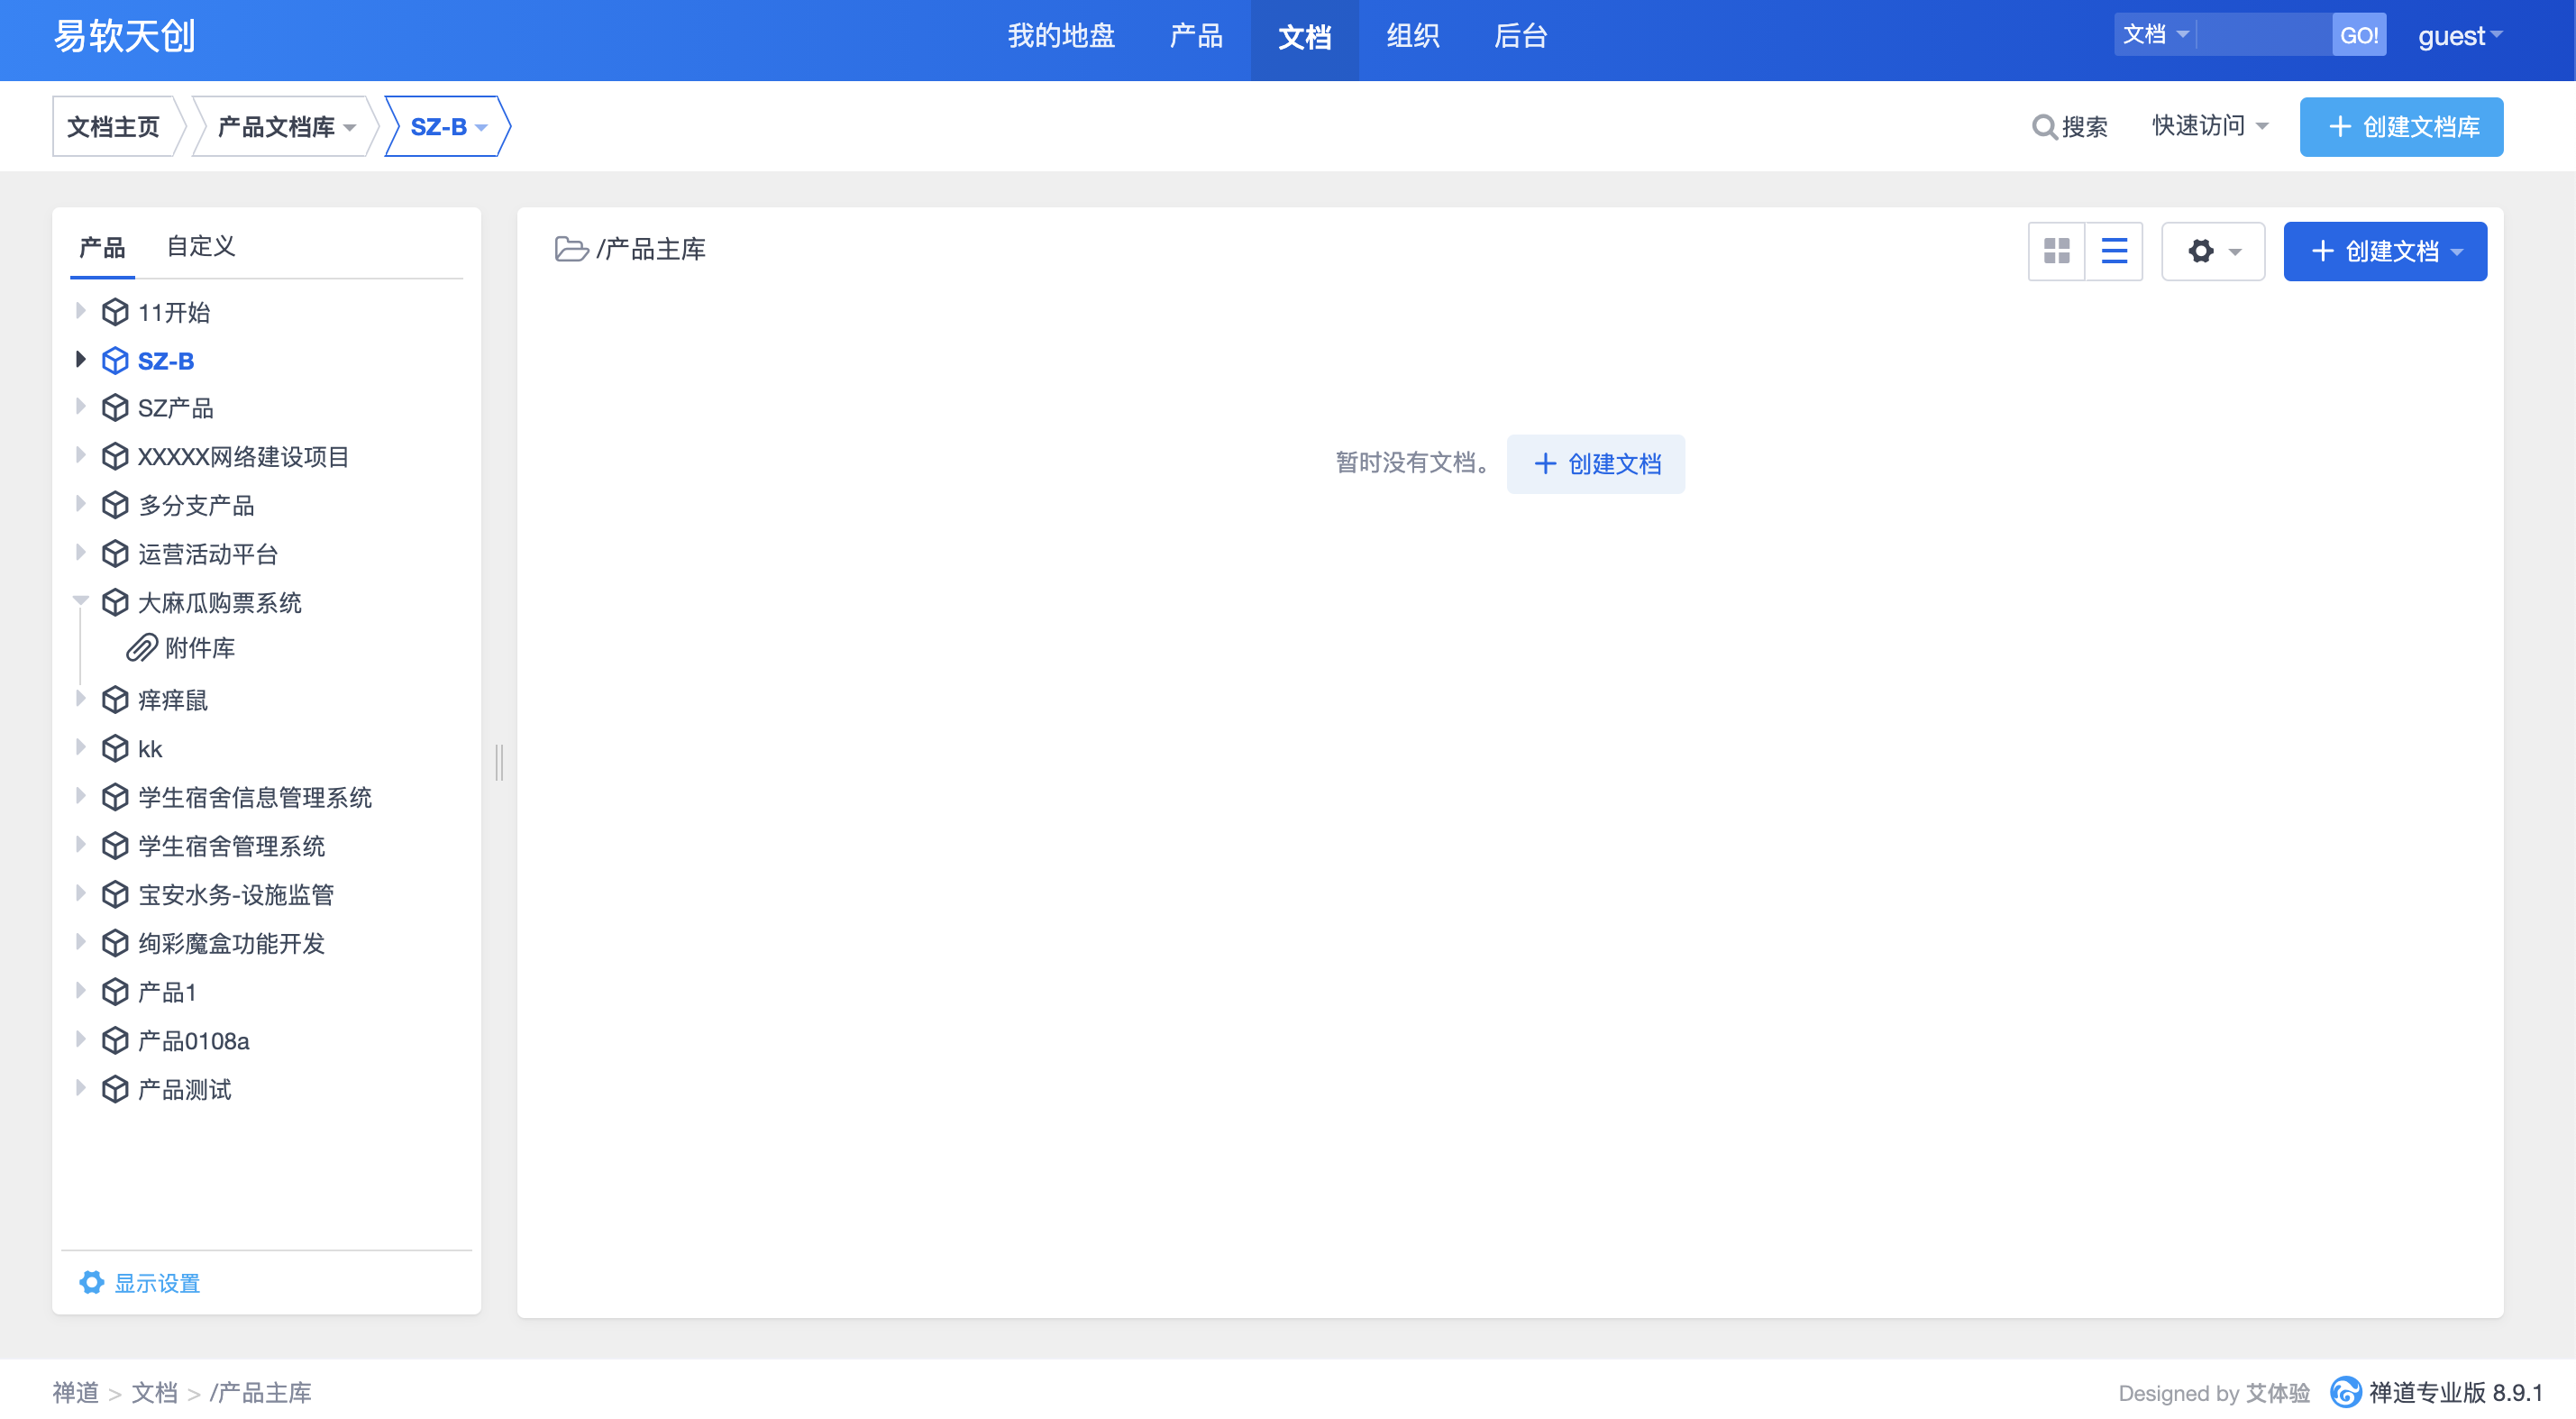 易软天创
我的地盘 产品 文档 组织 后台
文档 GO! guest
文档主页 产品文档库 SZ-B
搜索 快速访问 创建文档库
产品 自定义
11开始
SZ-B
SZ产品
XXXXX网络建设项目
多分支产品
运营活动平台
大麻瓜购票系统
附件库
痒痒鼠
kk
学生宿舍信息管理系统
学生宿舍管理系统
宝安水务-设施监管
绚彩魔盒功能开发
产品1
产品0108a
产品测试
显示设置
/产品主库
创建文档
暂时没有文档。 创建文档
禅道 > 文档 > /产品主库
Designed by 艾体验 禅道专业版 8.9.1